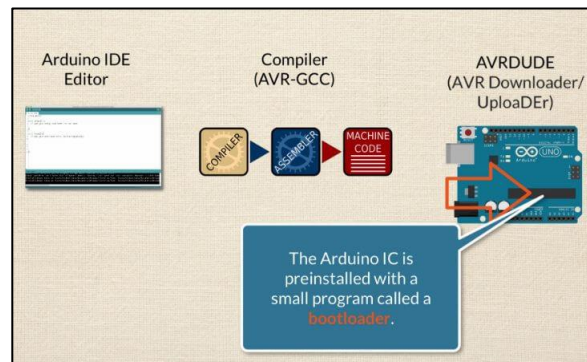 Arduino IDE
Editor
Compiler
(AVR-GCC)
AVRDUDE
(AVR Downloader/
UploaDEr)
COMPILER
ASSEMBLER
MACHINE
CODE
UNO
ARDUINO
The Arduino IC is
preinstalled with a
small program called a
bootloader.